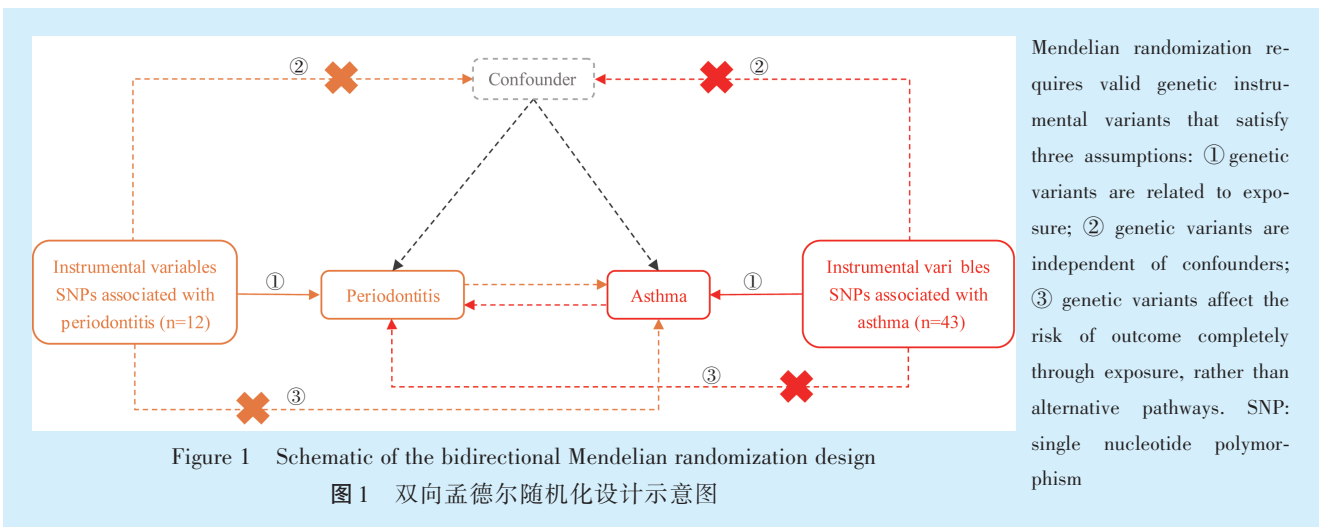 ②
②
Confounder
Instrumental variables
SNPs associated with
periodontitis (n=12)
①
Periodontitis
Asthma
①
Instrumental vari bles
SNPs associated with
asthma (n=43)
③
③
Figure 1 Schematic of the bidirectional Mendelian randomization design
图1 双向孟德尔随机化设计示意图
Mendelian randomization re-
quires valid genetic instru-
mental variants that satisfy
three assumptions: ① genetic
variants are related to expo-
sure; ② genetic variants are
independent of confounders;
③ genetic variants affect the
risk of outcome completely
through exposure, rather than
alternative pathways. SNP:
single nucleotide polymor-
phism